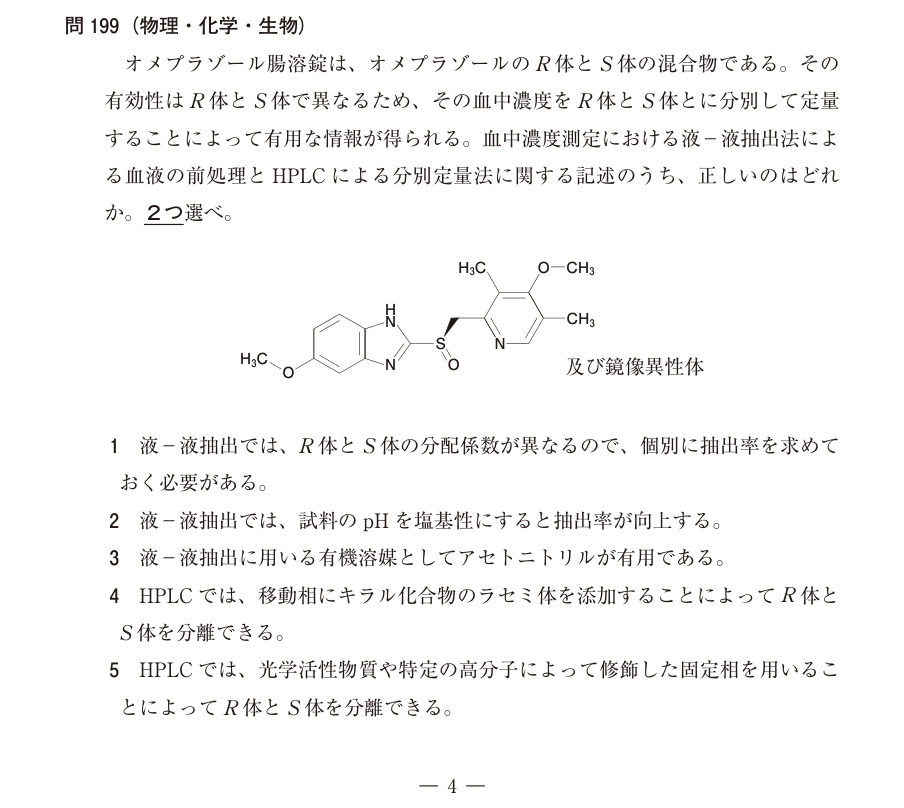 問 199（物理・化学・生物）
オメプラゾール腸溶錠は、オメプラゾールの R 体と S 体の混合物である。その
有効性は R 体と S 体で異なるため、その血中濃度を R 体と S 体とに分別して定量
することによって有用な情報が得られる。血中濃度測定における液－液抽出法によ
る血液の前処理と HPLC による分別定量法に関する記述のうち、正しいのはどれ
か。２つ選べ。
H₃C O CH₃
H N CH₃
H₃C O N S O N
及び鏡像異性体
1 液－液抽出では、R 体と S 体の分配係数が異なるので、個別に抽出率を求めて
おく必要がある。
2 液－液抽出では、試料の pH を塩基性にすると抽出率が向上する。
3 液－液抽出に用いる有機溶媒としてアセトニトリルが有用である。
4 HPLC では、移動相にキラル化合物のラセミ体を添加することによって R 体と
S 体を分離できる。
5 HPLC では、光学活性物質や特定の高分子によって修飾した固定相を用いるこ
とによって R 体と S 体を分離できる。
― 4 ―